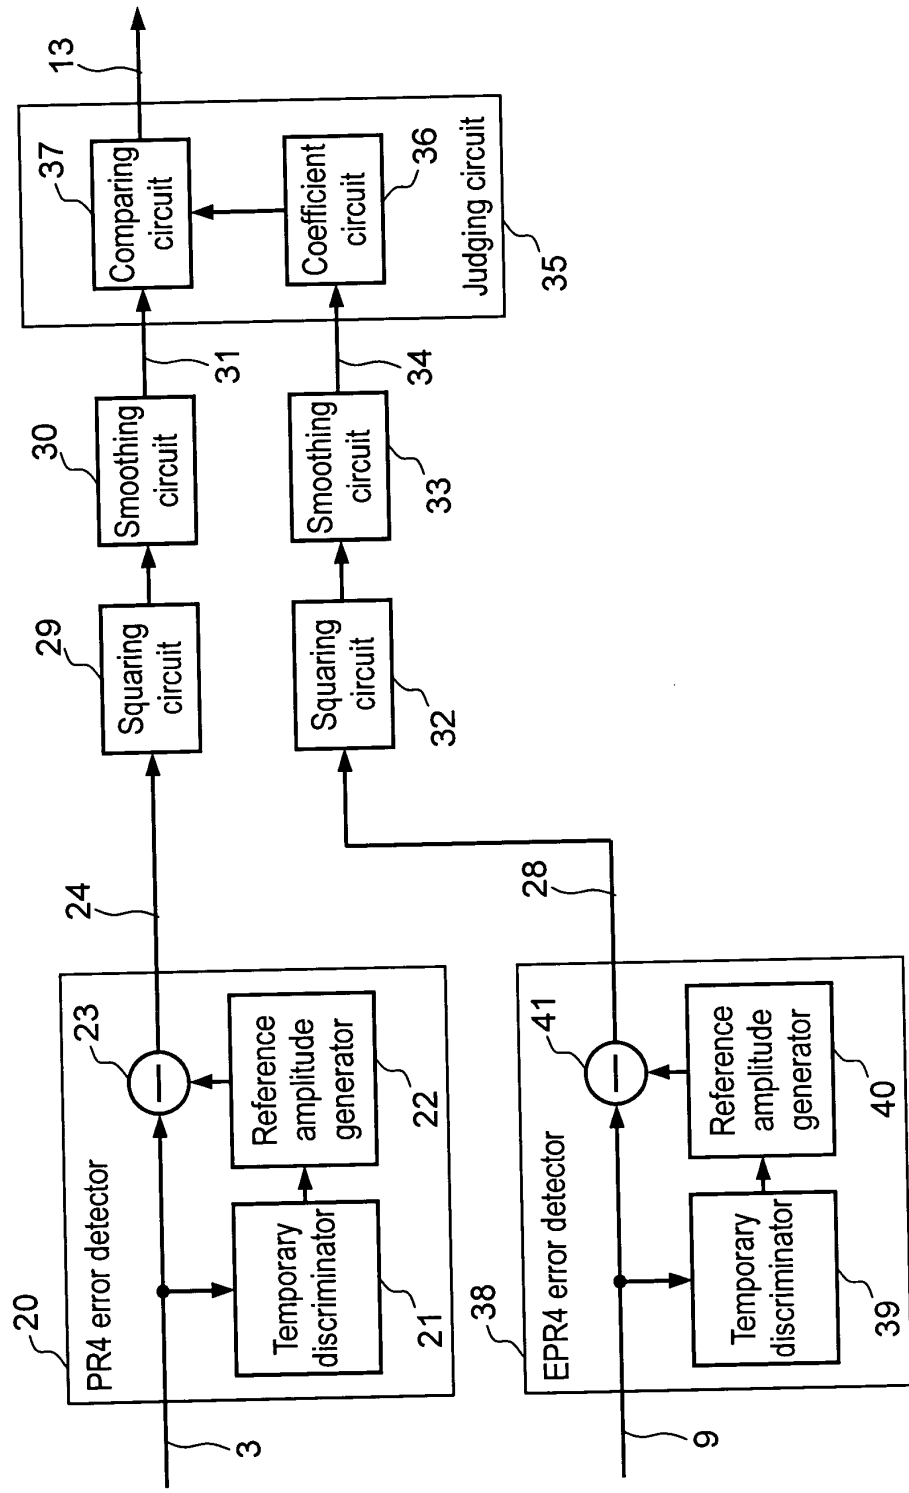 20
PR4 error detector
3
23
24
Temporary
discriminator
21
Reference
amplitude
generator
22
29
Squaring
circuit
30
Smoothing
circuit
31
37
Comparing
circuit
13
Coefficient
circuit
36
Judging circuit
35
38
EPR4 error detector
9
41
28
Temporary
discriminator
39
Reference
amplitude
generator
40
Squaring
circuit
32
Smoothing
circuit
33
34